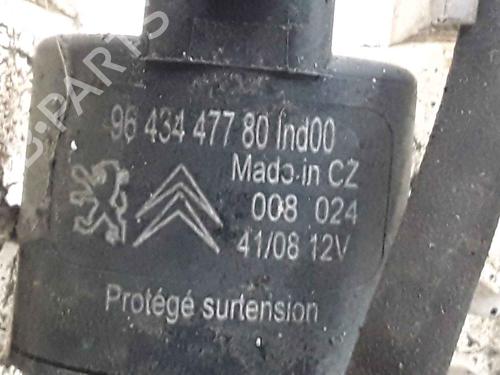 96 434 477 80 Ind00
Made in CZ
008 024
41/08 12V
Protégé surtension
B-PARTS